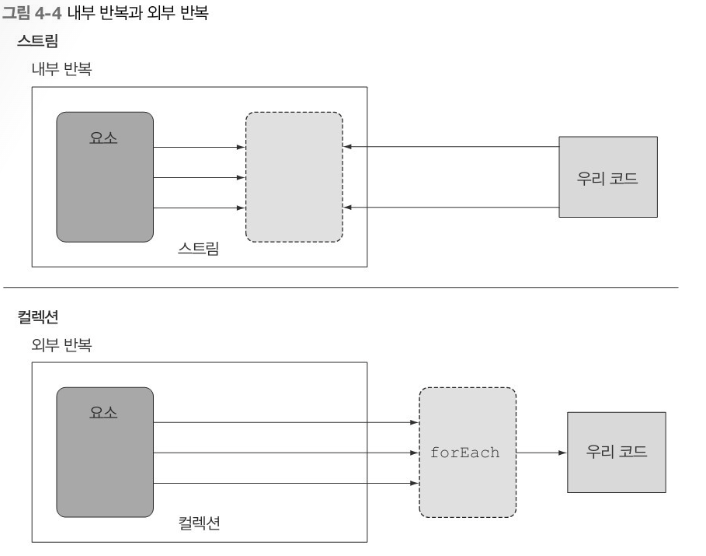 그림 4-4 내부 반복과 외부 반복
스트림
내부 반복
요소
우리 코드
스트림
컬렉션
외부 반복
요소
forEach
우리 코드
컬렉션